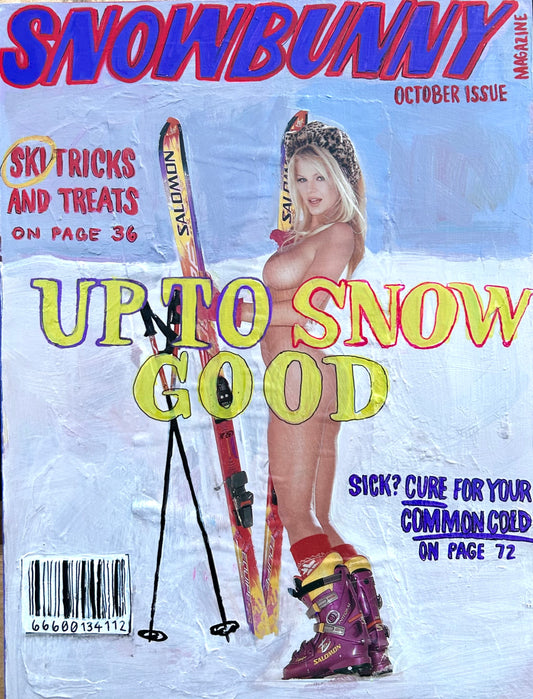 SNOWBUNNY
MAGAZINE
OCTOBER ISSUE
SKI TRICKS
AND TREATS
ON PAGE 36
SALOMON
SALOMON
UP TO SNOW
GOOD
SICK? CURE FOR YOUR
COMMON COLD
ON PAGE 72
66600134112
SALOMON